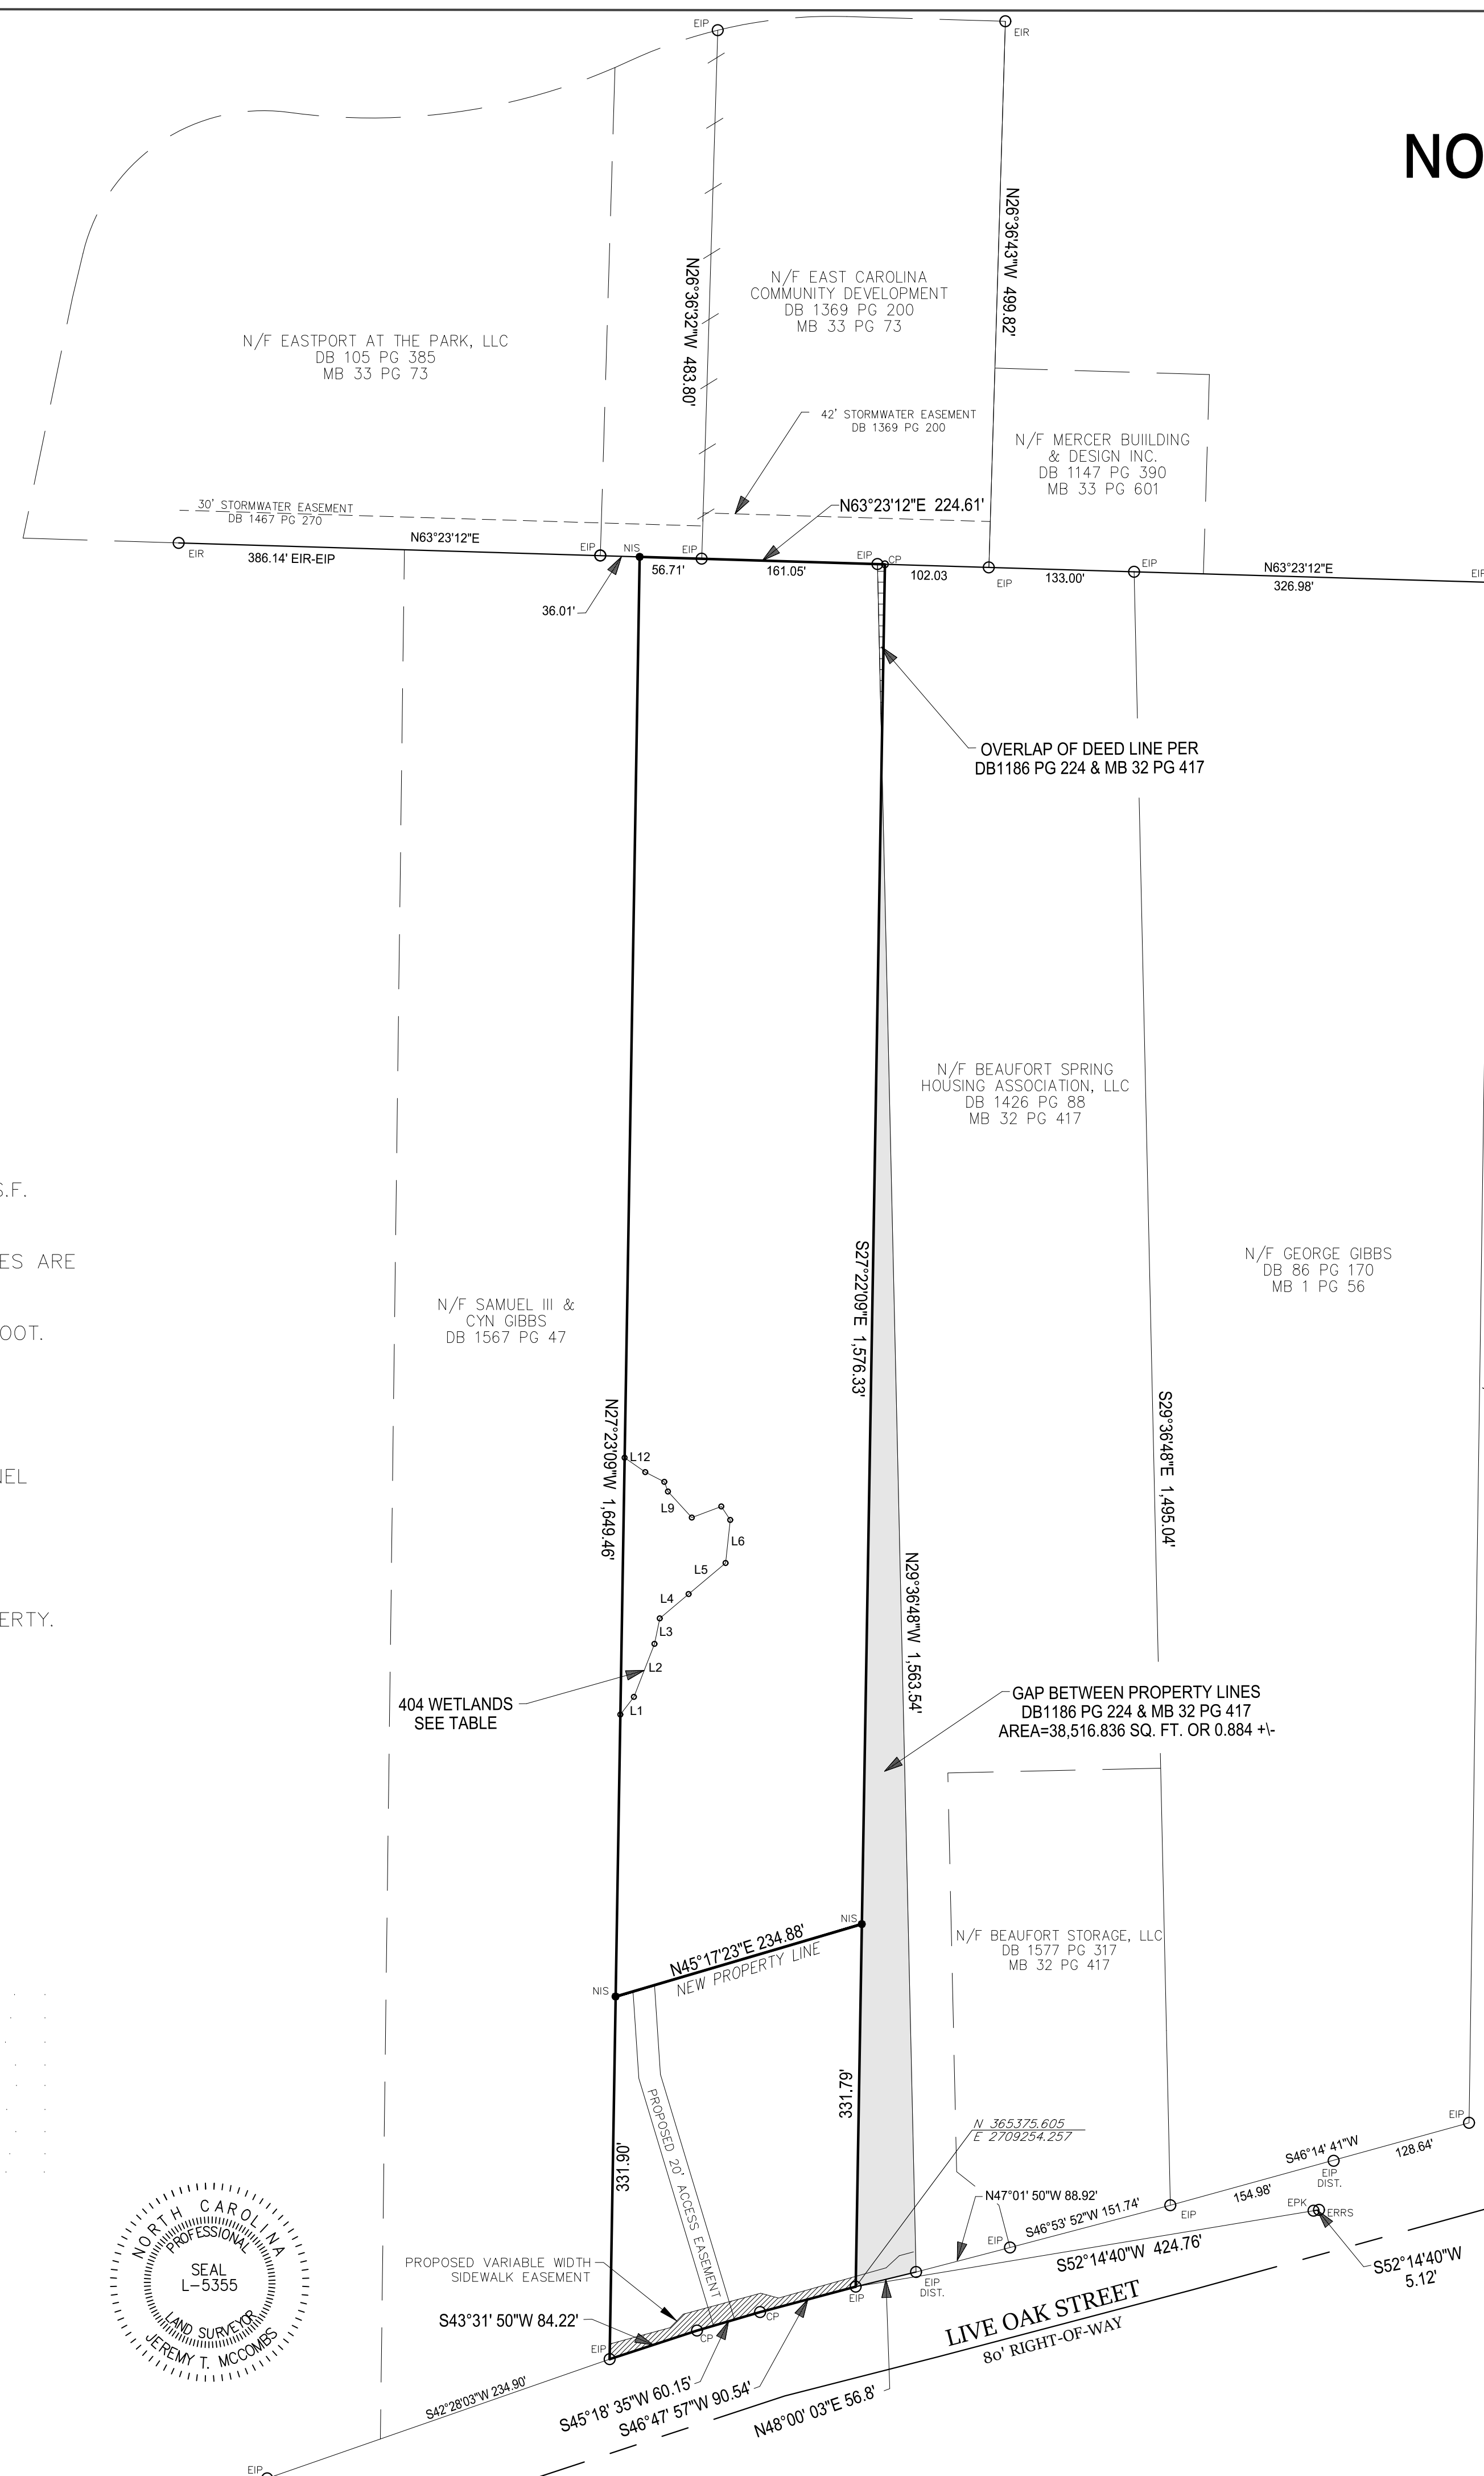 EIP
EIR
NO
N26°36'43"W 499.82'
N26°36'32"W 483.80'
N/F EAST CAROLINA
COMMUNITY DEVELOPMENT
DB 1369 PG 200
MB 33 PG 73
N/F EASTPORT AT THE PARK, LLC
DB 105 PG 385
MB 33 PG 73
42' STORMWATER EASEMENT
DB 1369 PG 200
N/F MERCER BUIILDING
& DESIGN INC.
DB 1147 PG 390
MB 33 PG 601
30' STORMWATER EASEMENT
DB 1467 PG 270
N63°23'12"E 224.61'
EIR
386.14' EIR-EIP
N63°23'12"E
EIP
NIS
EIP
EIP
CP
56.71'
161.05'
102.03
EIP
133.00'
EIP
N63°23'12"E
326.98'
EIP
36.01'
OVERLAP OF DEED LINE PER
DB1186 PG 224 & MB 32 PG 417
N/F BEAUFORT SPRING
HOUSING ASSOCIATION, LLC
DB 1426 PG 88
MB 32 PG 417
S.F.
ES ARE
OOT.
NEL
ERTY.
N/F SAMUEL III &
CYN GIBBS
DB 1567 PG 47
S27°22'09"E 1,576.33'
N/F GEORGE GIBBS
DB 86 PG 170
MB 1 PG 56
N27°23'09"W 1,649.46'
S29°36'48"E 1,495.04'
N29°36'48"W 1,563.54'
L12
L9
L6
L5
L4
L3
L2
L1
404 WETLANDS
SEE TABLE
GAP BETWEEN PROPERTY LINES
DB1186 PG 224 & MB 32 PG 417
AREA=38,516.836 SQ. FT. OR 0.884 +\-
NIS
N45°17'23"E 234.88'
NEW PROPERTY LINE
NIS
N/F BEAUFORT STORAGE, LLC
DB 1577 PG 317
MB 32 PG 417
331.79'
331.90'
PROPOSED 20' ACCESS EASEMENT
N 365375.605
E 2709254.257
EIP
S46°14' 41"W
128.64'
EIP
DIST.
154.98'
EPK
ERRS
N47°01' 50"W 88.92'
S46°53' 52"W 151.74'
EIP
EIP
S52°14'40"W 424.76'
S52°14'40"W
5.12'
PROPOSED VARIABLE WIDTH
SIDEWALK EASEMENT
EIP
DIST.
EIP
CP
CP
EIP
S43°31' 50"W 84.22'
LIVE OAK STREET
80' RIGHT-OF-WAY
S42°28'03"W 234.90'
S45°18' 35"W 60.15'
S46°47' 57"W 90.54'
N48°00' 03"E 56.8'
EIP
NORTH CAROLINA
PROFESSIONAL
SEAL
L-5355
LAND SURVEYOR
JEREMY T. MCCOMBS